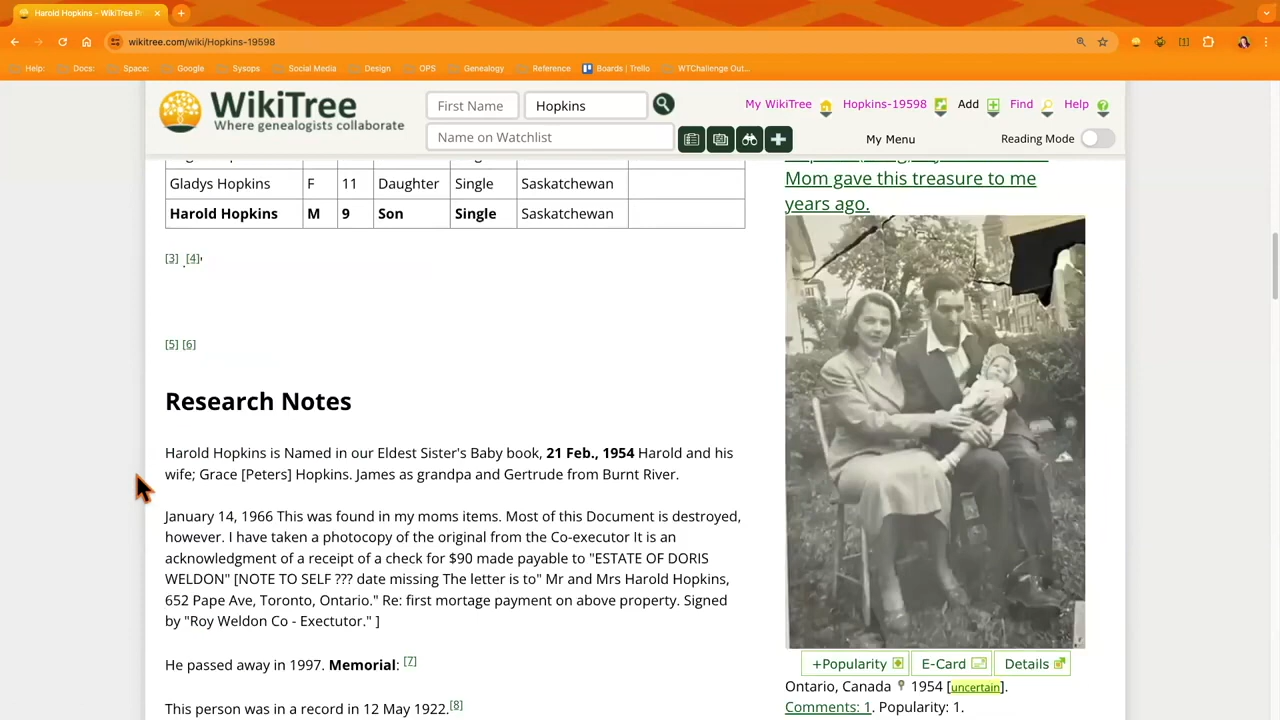 Harold Hopkins - WikiTree Pr
wikitree.com/wiki/Hopkins-19598
Help: Docs: Space: Google Sysops Social Media Design OPS Genealogy Reference Boards | Trello WTChallenge Out...
WikiTree
Where genealogists collaborate
First Name Hopkins
Name on Watchlist
My WikiTree Hopkins-19598 Add Find Help
My Menu Reading Mode
Gladys Hopkins F 11 Daughter Single Saskatchewan
Harold Hopkins M 9 Son Single Saskatchewan
[3] . [4].
[5] [6]
Research Notes
Harold Hopkins is Named in our Eldest Sister's Baby book, 21 Feb., 1954 Harold and his
wife; Grace [Peters] Hopkins. James as grandpa and Gertrude from Burnt River.
January 14, 1966 This was found in my moms items. Most of this Document is destroyed,
however. I have taken a photocopy of the original from the Co-executor It is an
acknowledgment of a receipt of a check for $90 made payable to "ESTATE OF DORIS
WELDON" [NOTE TO SELF ??? date missing The letter is to" Mr and Mrs Harold Hopkins,
652 Pape Ave, Toronto, Ontario." Re: first mortage payment on above property. Signed
by "Roy Weldon Co - Exectutor." ]
He passed away in 1997. Memorial: [7]
This person was in a record in 12 May 1922.[8]
Mom gave this treasure to me
years ago.
+Popularity E-Card Details
Ontario, Canada 1954 [uncertain].
Comments: 1. Popularity: 1.